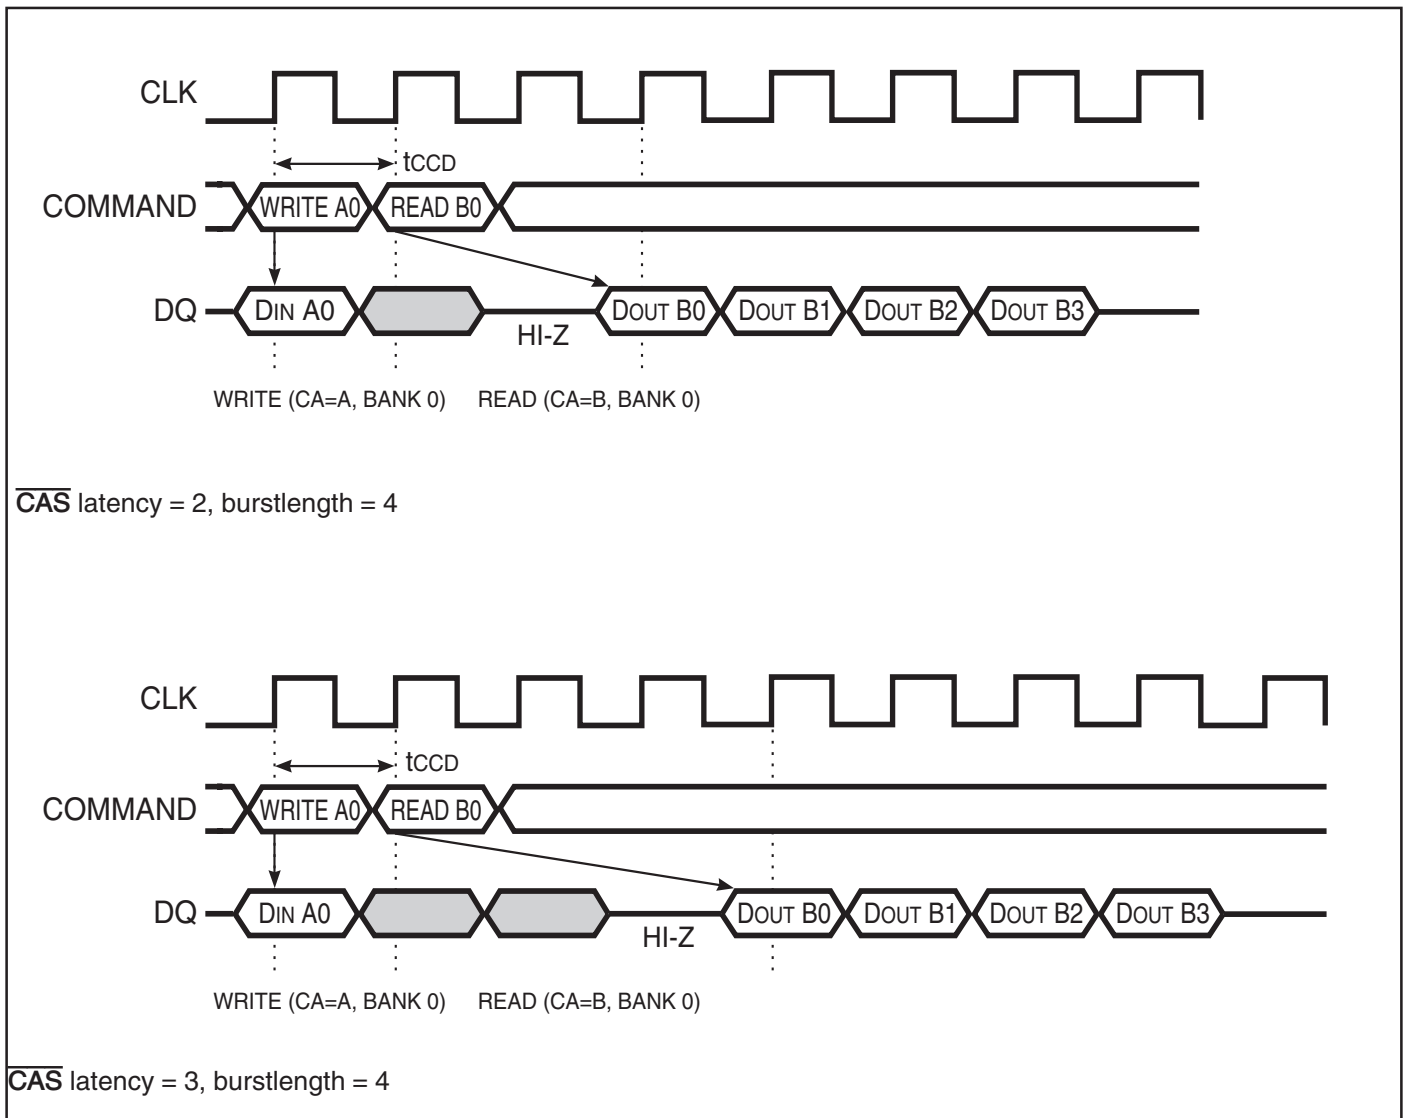 CLK
tCCD
COMMAND WRITE A0 READ B0
DQ DIN A0 HI-Z DOUT B0 DOUT B1 DOUT B2 DOUT B3
WRITE (CA=A, BANK 0) READ (CA=B, BANK 0)
CAS latency = 2, burstlength = 4
CLK
tCCD
COMMAND WRITE A0 READ B0
DQ DIN A0 HI-Z DOUT B0 DOUT B1 DOUT B2 DOUT B3
WRITE (CA=A, BANK 0) READ (CA=B, BANK 0)
CAS latency = 3, burstlength = 4